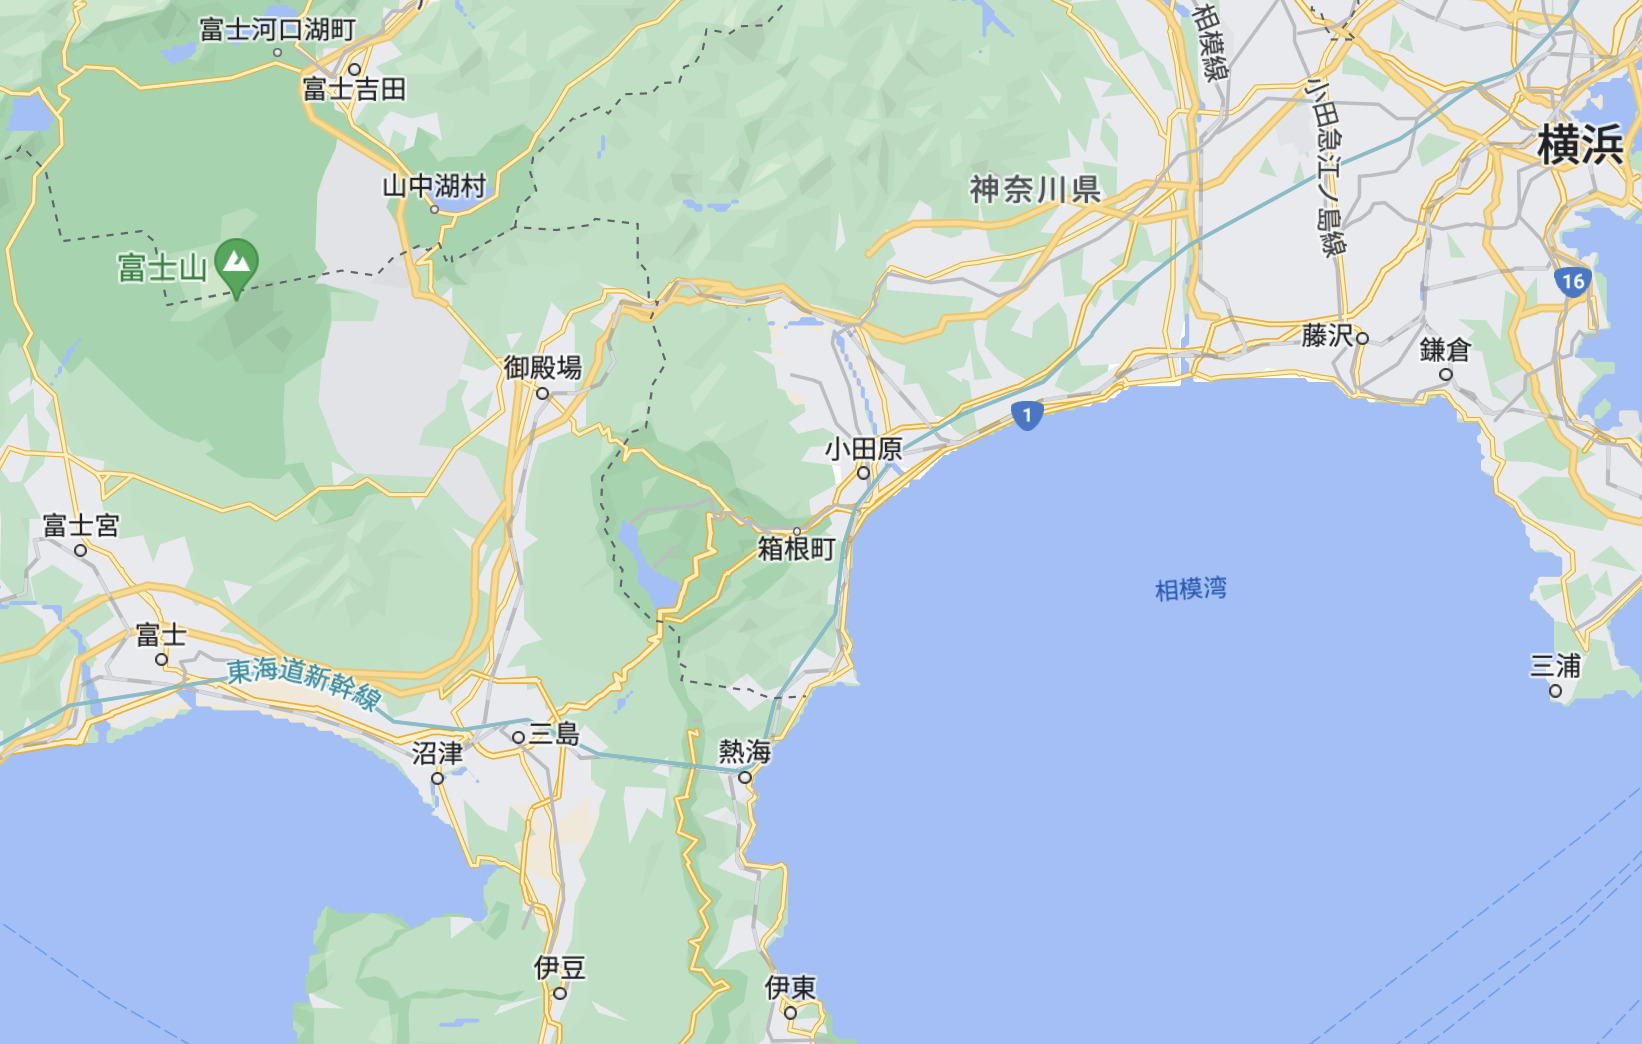 富士河口湖町
相模線
富士吉田
小田急江ノ島線
横浜
山中湖村
神奈川県
富士山
16
藤沢
鎌倉
御殿場
1
小田原
富士宮
箱根町
相模湾
富士
東海道新幹線
三浦
三島
沼津
熱海
伊豆
伊東